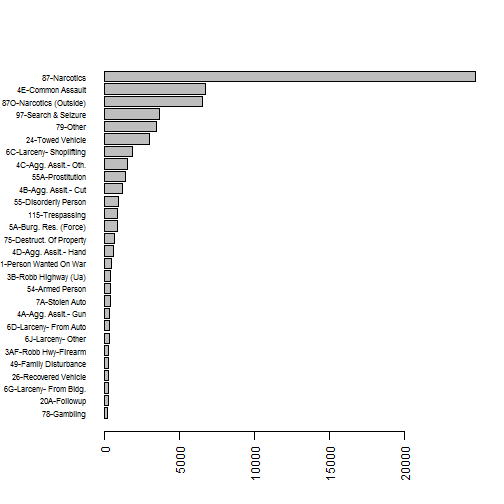 87-Narcotics
4E-Common Assault
87O-Narcotics (Outside)
97-Search & Seizure
79-Other
24-Towed Vehicle
6C-Larceny- Shoplifting
4C-Agg. Asslt.- Oth.
55A-Prostitution
4B-Agg. Asslt.- Cut
55-Disorderly Person
115-Trespassing
5A-Burg. Res. (Force)
75-Destruct. Of Property
4D-Agg. Asslt.- Hand
1-Person Wanted On War
3B-Robb Highway (Ua)
54-Armed Person
7A-Stolen Auto
4A-Agg. Asslt.- Gun
6D-Larceny- From Auto
6J-Larceny- Other
3AF-Robb Hwy-Firearm
49-Family Disturbance
26-Recovered Vehicle
6G-Larceny- From Bldg.
20A-Followup
78-Gambling
0
5000
10000
15000
20000